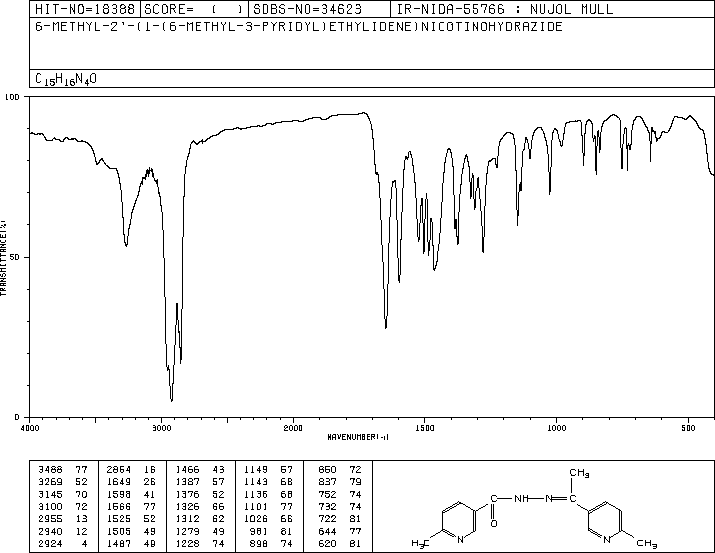 HIT-NO=18388 SCORE= ( ) SDBS-NO=34623 IR-NIDA-55766 : NUJOL MULL
6-METHYL-2'-(1-(6-METHYL-3-PYRIDYL)ETHYLIDENE)NICOTINOHYDRAZIDE
C15H16N4O
100
50
0
TRANSMITTANCE(%)
4000 3000 2000 1500 1000 500
WAVENUMBER(-1)
3488 77 2854 16 1466 43 1149 57 850 72
3269 52 1649 26 1387 57 1143 68 837 79
3145 70 1598 41 1376 52 1136 68 752 74
3100 72 1566 77 1326 66 1101 77 732 74
2955 13 1525 52 1312 62 1026 66 722 81
2940 12 1505 49 1279 49 981 81 644 77
2924 4 1487 49 1228 74 898 74 620 81
CH3
C NH N
O
H3C N N CH3